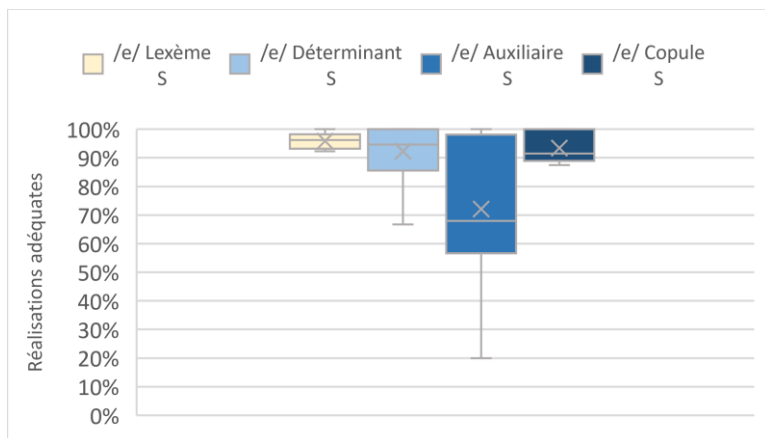 /e/ Lexème S
/e/ Déterminant S
/e/ Auxiliaire S
/e/ Copule S
Réalisations adéquates
100%
90%
80%
70%
60%
50%
40%
30%
20%
10%
0%